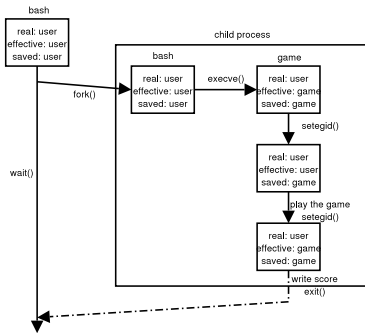 bash
real: user
effective: user
saved: user
child process
bash
real: user
effective: user
saved: user
fork()
execve()
game
real: user
effective: game
saved: game
setegid()
real: user
effective: user
saved: game
play the game
setegid()
real: user
effective: game
saved: game
write score
exit()
wait()